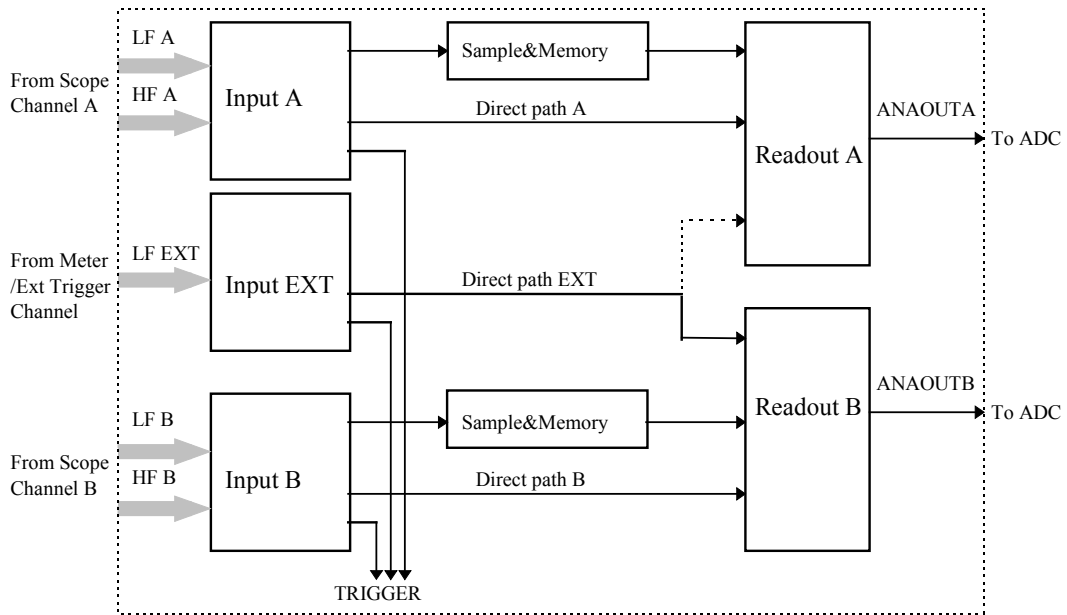 LF A
From Scope
Channel A
HF A
Input A
Sample&Memory
Direct path A
Readout A
ANAOUTA
To ADC
LF EXT
From Meter
/Ext Trigger
Channel
Input EXT
Direct path EXT
LF B
From Scope
Channel B
HF B
Input B
Sample&Memory
Direct path B
Readout B
ANAOUTB
To ADC
TRIGGER